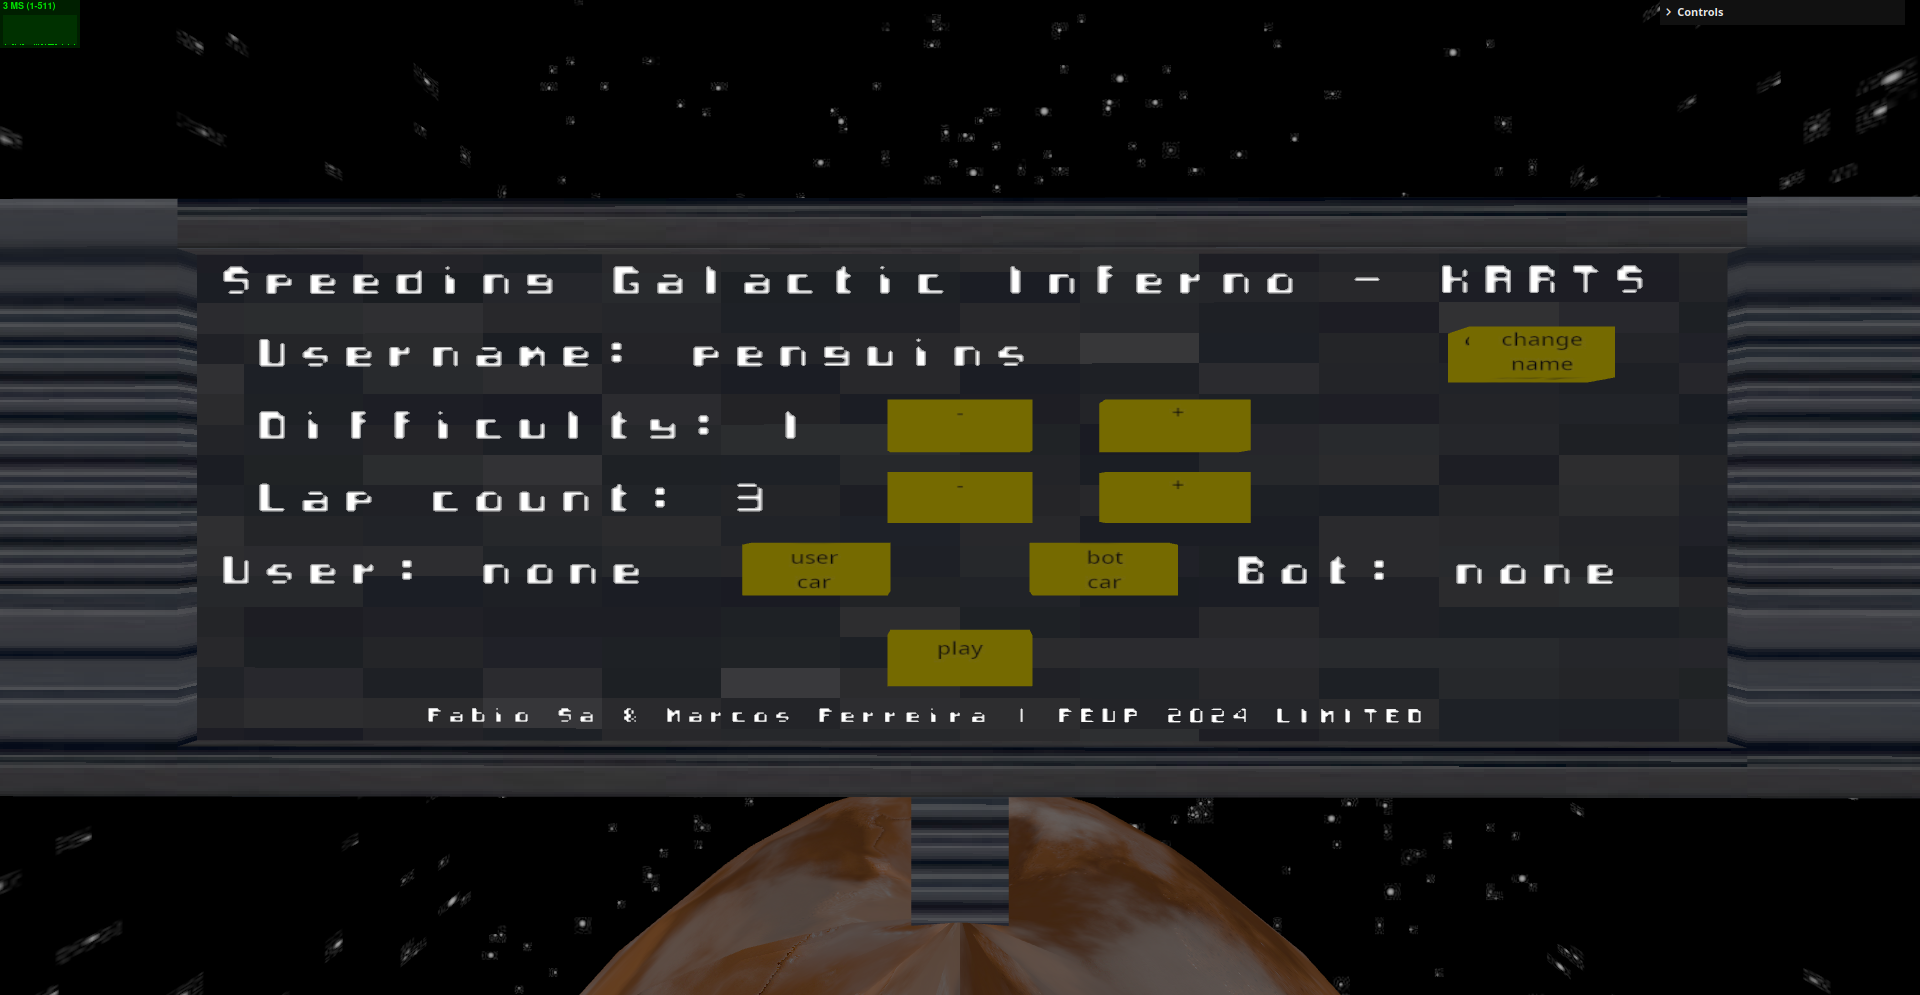 3 MS (1-511)
Controls
Speeding Galactic Inferno - KARTS
Username: penguins
change
name
Difficulty: 1 - +
Lap count: 3 - +
User: none
user
car
bot
car
Bot: none
play
Fabio Sa & Marcos Ferreira | FEUP 2024 LIMITED